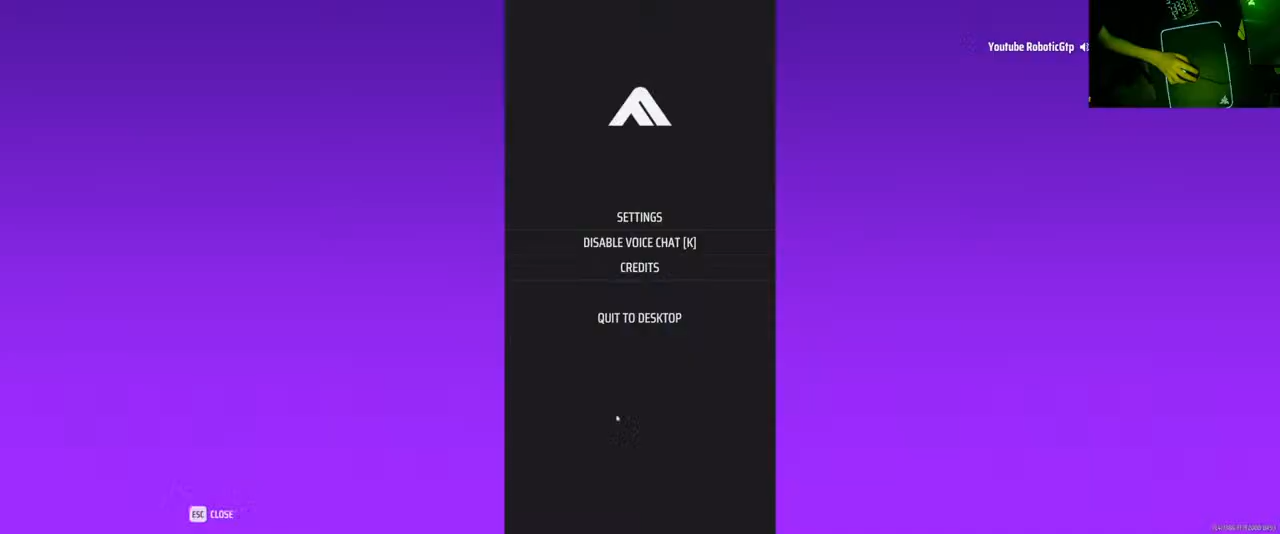 Youtube RoboticGtp
SETTINGS
DISABLE VOICE CHAT [K]
CREDITS
QUIT TO DESKTOP
ESC CLOSE